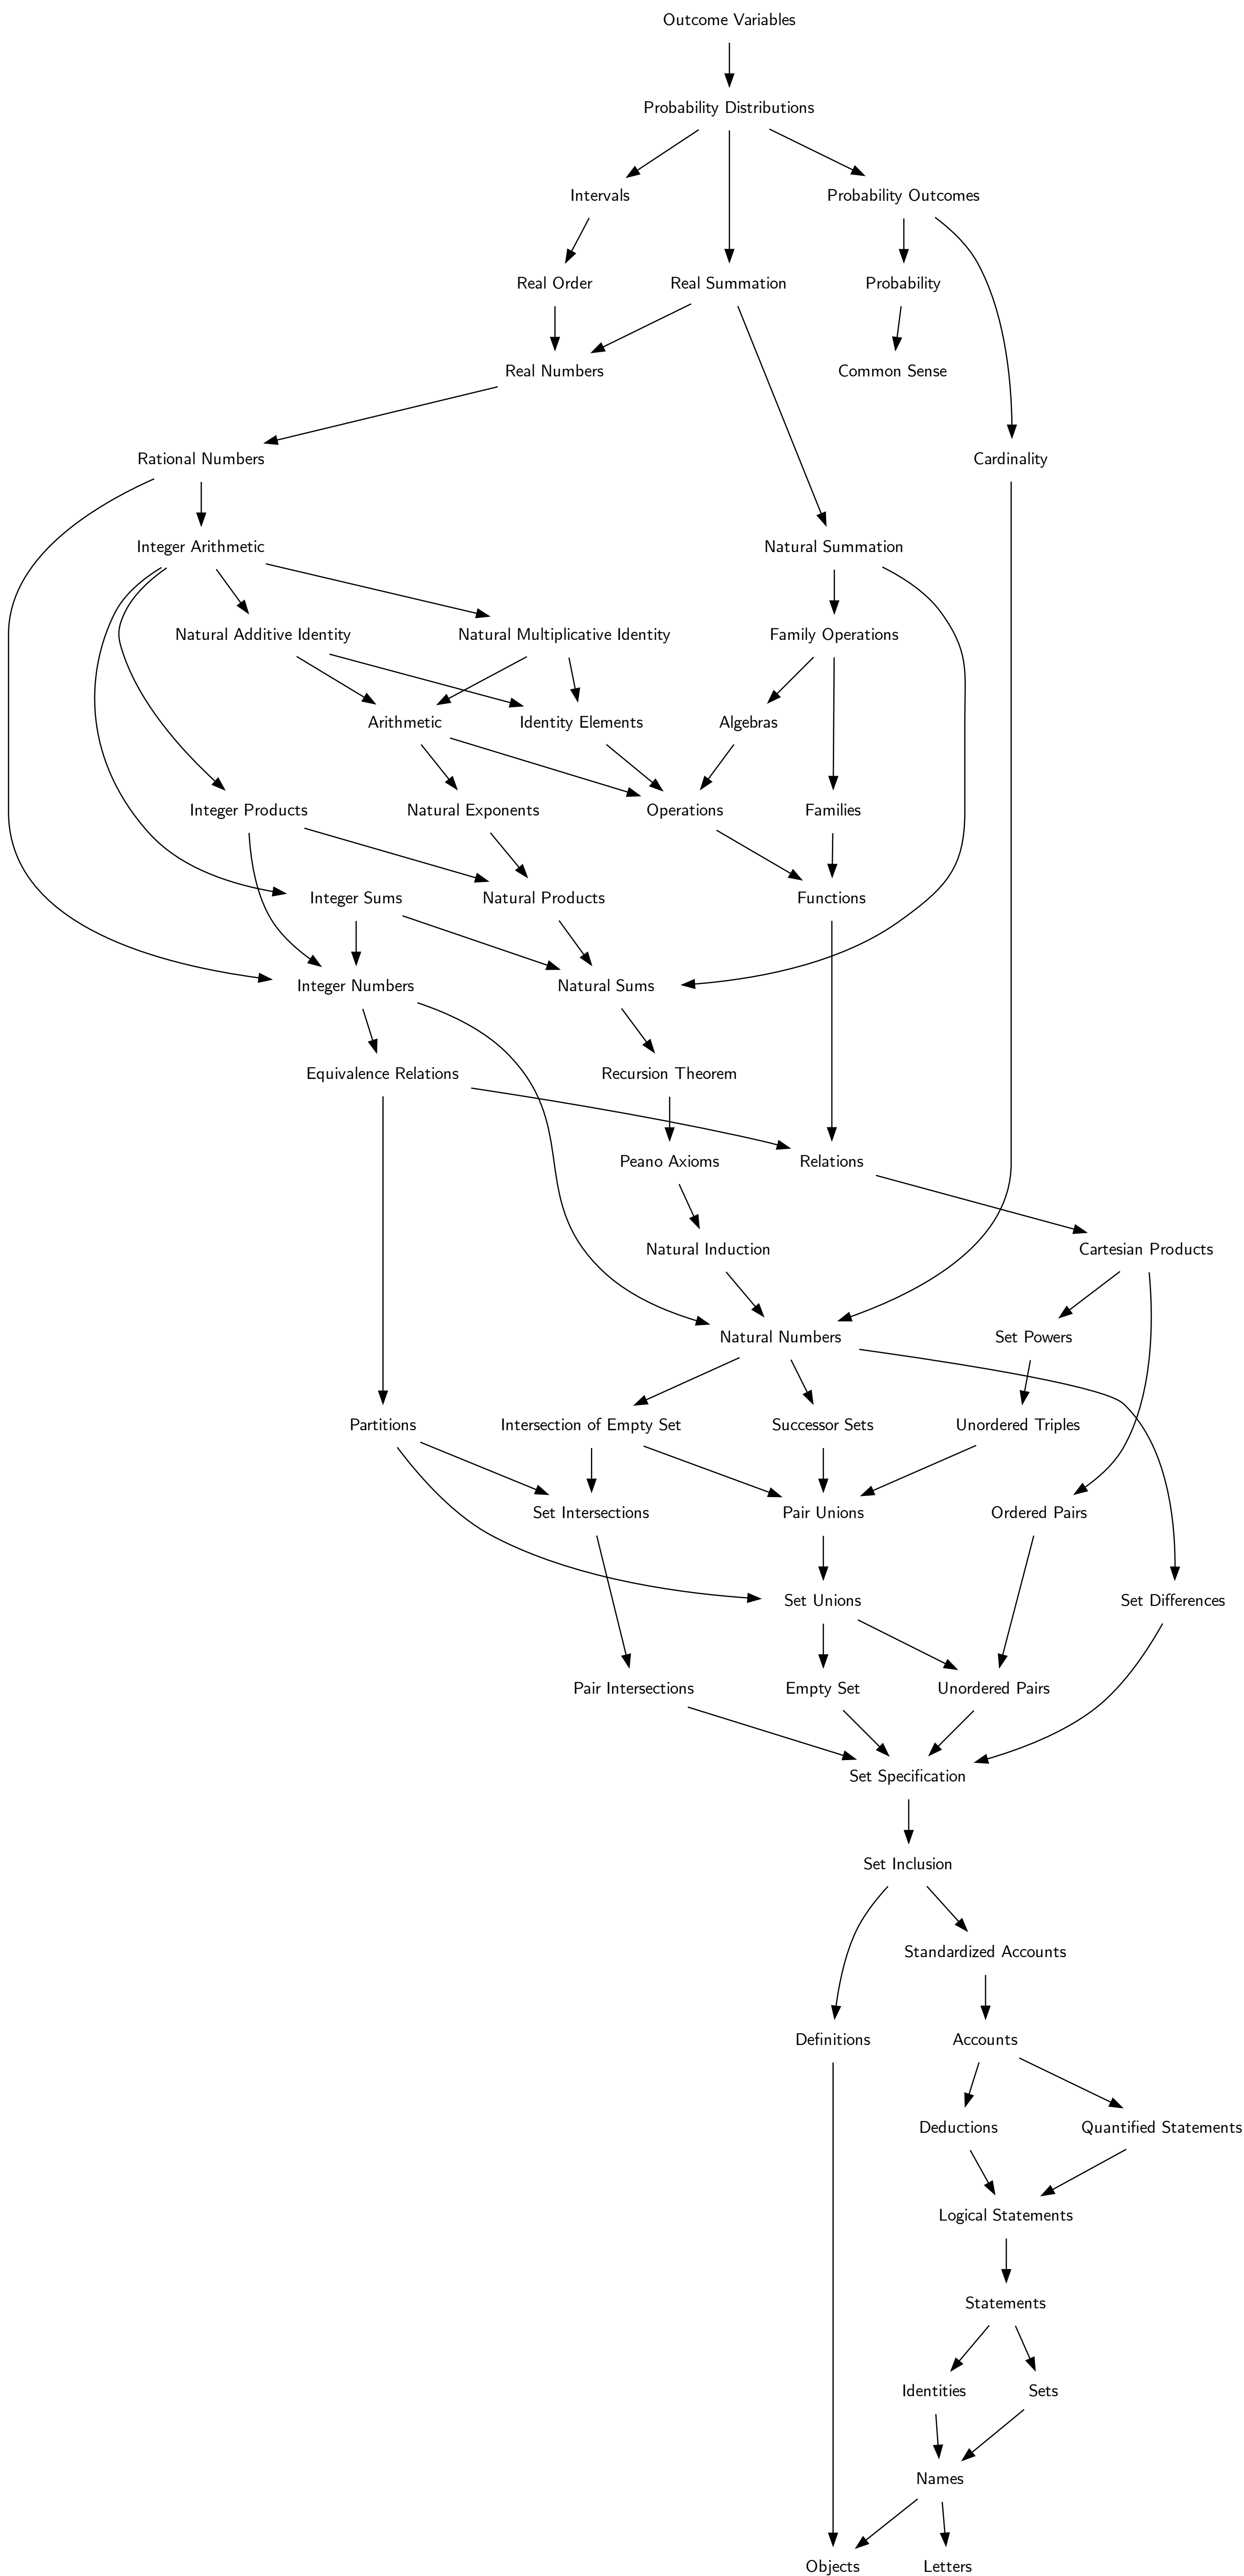 Outcome Variables
Probability Distributions
Intervals
Probability Outcomes
Real Order
Real Summation
Probability
Real Numbers
Common Sense
Rational Numbers
Cardinality
Integer Arithmetic
Natural Summation
Natural Additive Identity
Natural Multiplicative Identity
Family Operations
Arithmetic
Identity Elements
Algebras
Integer Products
Natural Exponents
Operations
Families
Integer Sums
Natural Products
Functions
Integer Numbers
Natural Sums
Equivalence Relations
Recursion Theorem
Peano Axioms
Relations
Natural Induction
Cartesian Products
Natural Numbers
Set Powers
Partitions
Intersection of Empty Set
Successor Sets
Unordered Triples
Set Intersections
Pair Unions
Ordered Pairs
Set Unions
Set Differences
Pair Intersections
Empty Set
Unordered Pairs
Set Specification
Set Inclusion
Standardized Accounts
Definitions
Accounts
Deductions
Quantified Statements
Logical Statements
Statements
Identities
Sets
Names
Objects
Letters